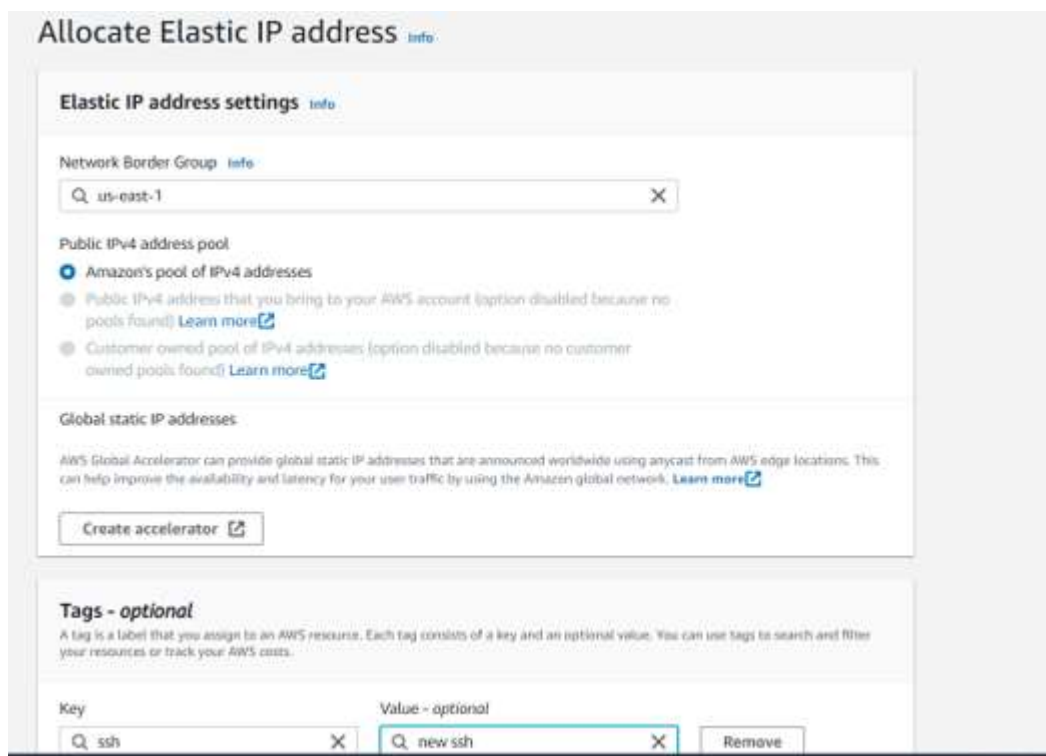 Allocate Elastic IP address Info
Elastic IP address settings Info
Network Border Group Info
us-east-1
Public IPv4 address pool
Amazon's pool of IPv4 addresses
Public IPv4 address that you bring to your AWS account (option disabled because no
pools found) Learn more
Customer owned pool of IPv4 addresses (option disabled because no customer
owned pools found) Learn more
Global static IP addresses
AWS Global Accelerator can provide global static IP addresses that are announced worldwide using anycast from AWS edge locations. This
can help improve the availability and latency for your user traffic by using the Amazon global network. Learn more
Create accelerator
Tags - optional
A tag is a label that you assign to an AWS resource. Each tag consists of a key and an optional value. You can use tags to search and filter
your resources or track your AWS costs.
Key Value - optional
ssh new ssh Remove